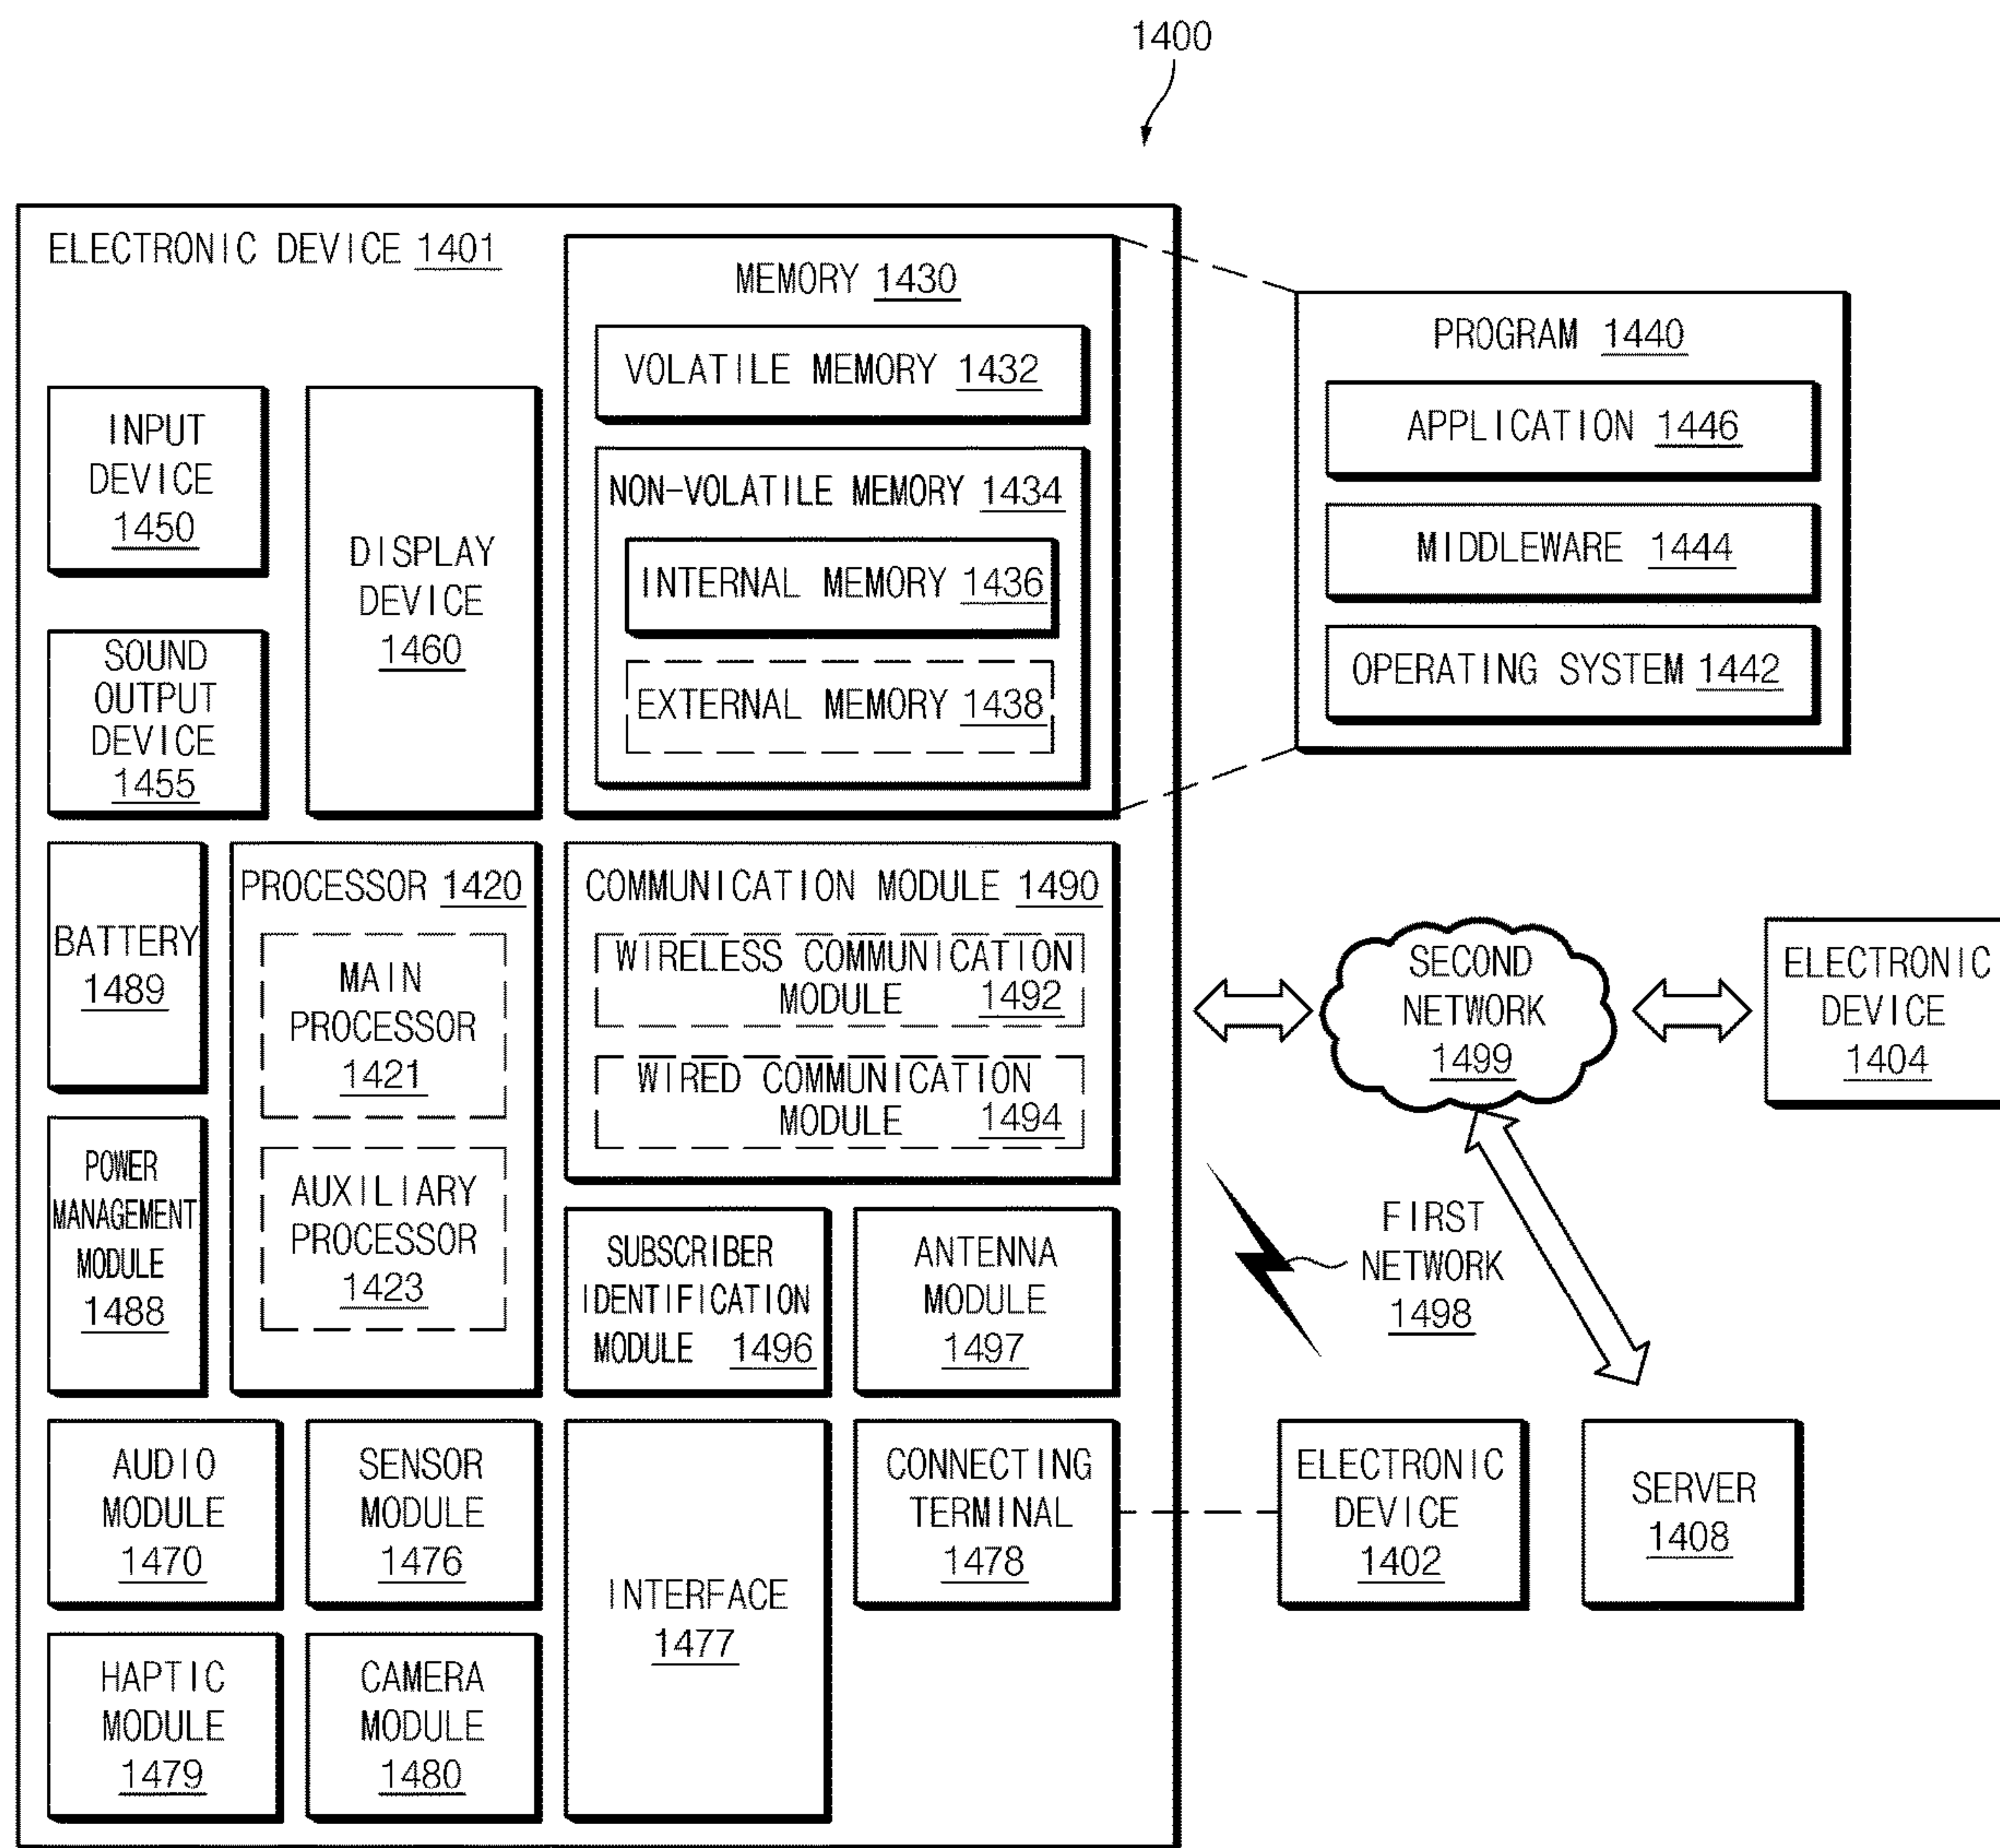 1400
ELECTRONIC DEVICE 1401
MEMORY 1430
VOLATILE MEMORY 1432
NON-VOLATILE MEMORY 1434
INTERNAL MEMORY 1436
EXTERNAL MEMORY 1438
PROGRAM 1440
APPLICATION 1446
MIDDLEWARE 1444
OPERATING SYSTEM 1442
INPUT
DEVICE
1450
DISPLAY
DEVICE
1460
SOUND
OUTPUT
DEVICE
1455
BATTERY
1489
PROCESSOR 1420
MAIN
PROCESSOR
1421
AUXILIARY
PROCESSOR
1423
COMMUNICATION MODULE 1490
WIRELESS COMMUNICATION
MODULE 1492
WIRED COMMUNICATION
MODULE 1494
SECOND
NETWORK
1499
ELECTRONIC
DEVICE
1404
POWER
MANAGEMENT
MODULE
1488
SUBSCRIBER
IDENTIFICATION
MODULE 1496
ANTENNA
MODULE
1497
FIRST
NETWORK
1498
AUDIO
MODULE
1470
SENSOR
MODULE
1476
INTERFACE
1477
CONNECTING
TERMINAL
1478
ELECTRONIC
DEVICE
1402
SERVER
1408
HAPTIC
MODULE
1479
CAMERA
MODULE
1480